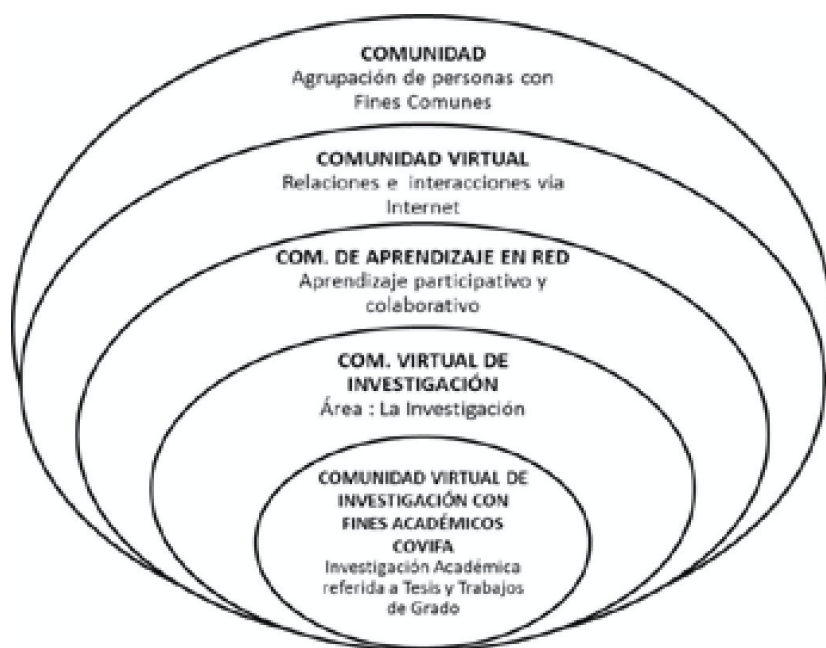 COMUNIDAD
Agrupación de personas con
Fines Comunes
COMUNIDAD VIRTUAL
Relaciones e interacciones vía
Internet
COM. DE APRENDIZAJE EN RED
Aprendizaje participativo y
colaborativo
COM. VIRTUAL DE
INVESTIGACIÓN
Área : La Investigación
COMUNIDAD VIRTUAL DE
INVESTIGACIÓN CON
FINES ACADÉMICOS
COVIFA
Investigación Académica
referida a Tesis y Trabajos
de Grado